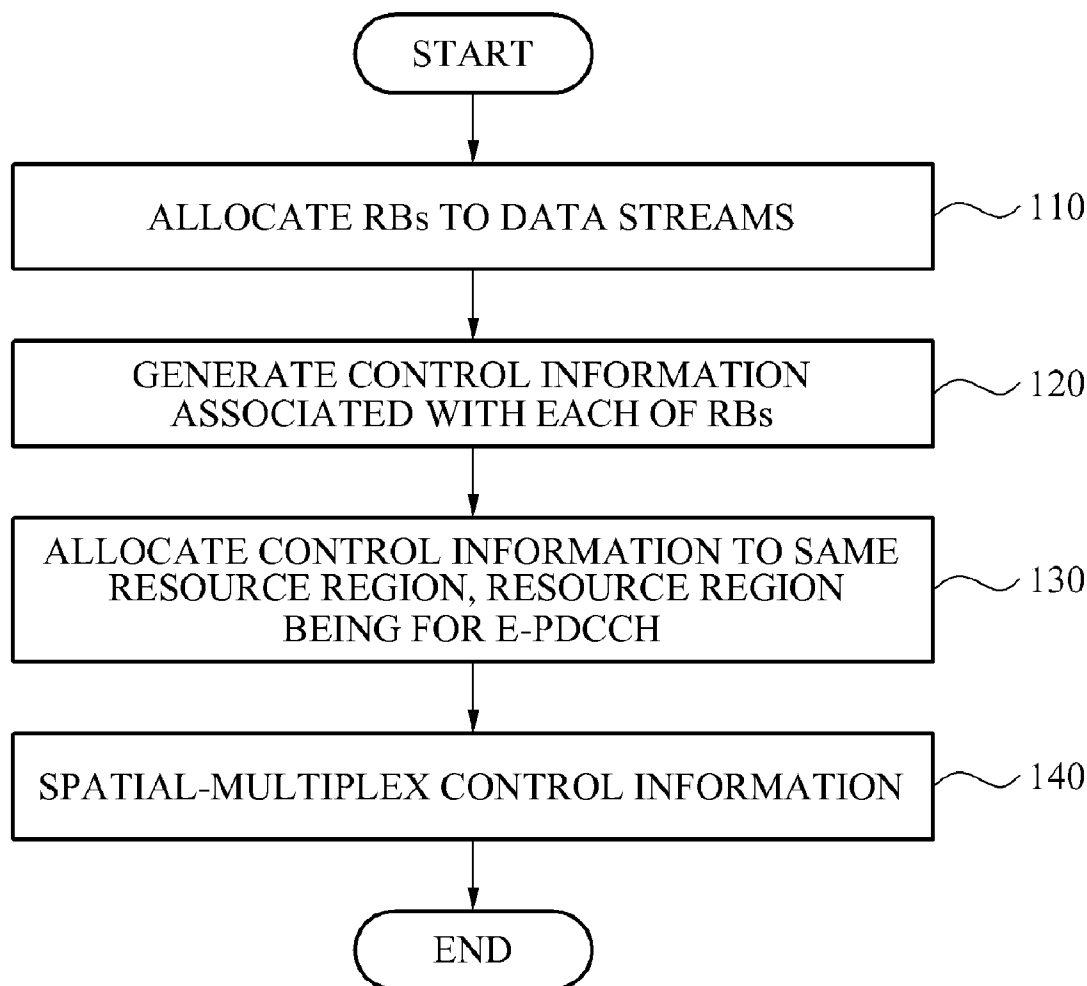 START
ALLOCATE RBs TO DATA STREAMS
110
GENERATE CONTROL INFORMATION
ASSOCIATED WITH EACH OF RBs
120
ALLOCATE CONTROL INFORMATION TO SAME
RESOURCE REGION, RESOURCE REGION
BEING FOR E-PDCCH
130
SPATIAL-MULTIPLEX CONTROL INFORMATION
140
END